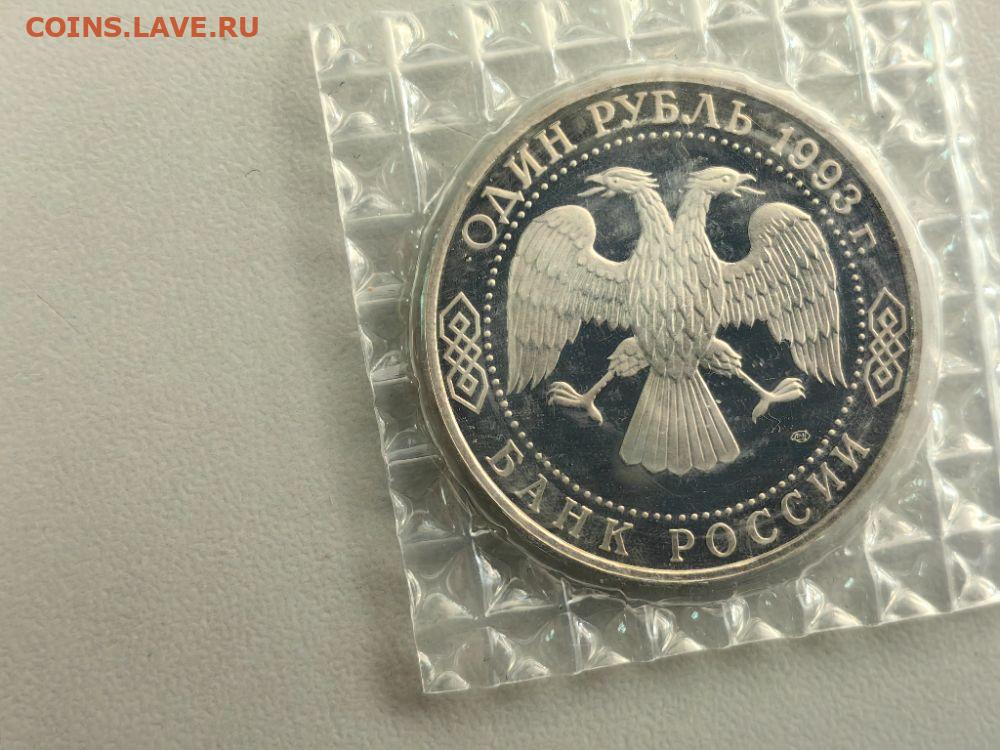 COINS.LAVE.RU
ОДИН РУБЛЬ 1993 г.
БАНК РОССИИ